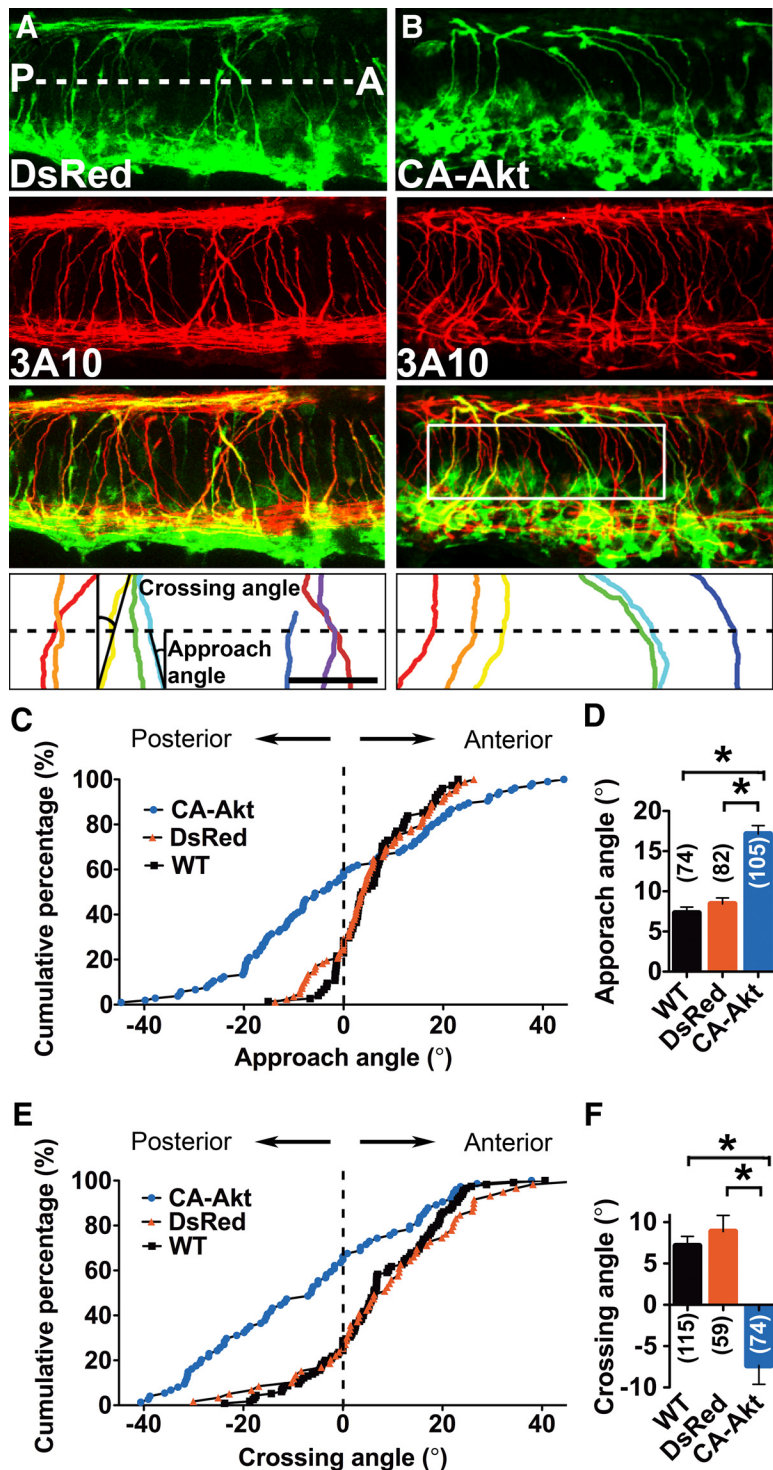 A
B
P
A
DsRed
CA-Akt
3A10
3A10
Crossing angle
Approach
angle
C
Posterior
Anterior
Cumulative percentage (%)
100
80
60
40
20
0
CA-Akt
DsRed
WT
-40
-20
0
20
40
Approach angle (°)
D
Apporach angle (°)
20
15
10
5
0
*
*
(74)
(82)
(105)
WT
DsRed
CA-Akt
E
Posterior
Anterior
Cumulative percentage (%)
100
80
60
40
20
0
CA-Akt
DsRed
WT
-40
-20
0
20
40
Crossing angle (°)
F
Crossing angle (°)
10
5
0
-5
-10
*
*
(115)
(59)
(74)
WT
DsRed
CA-Akt